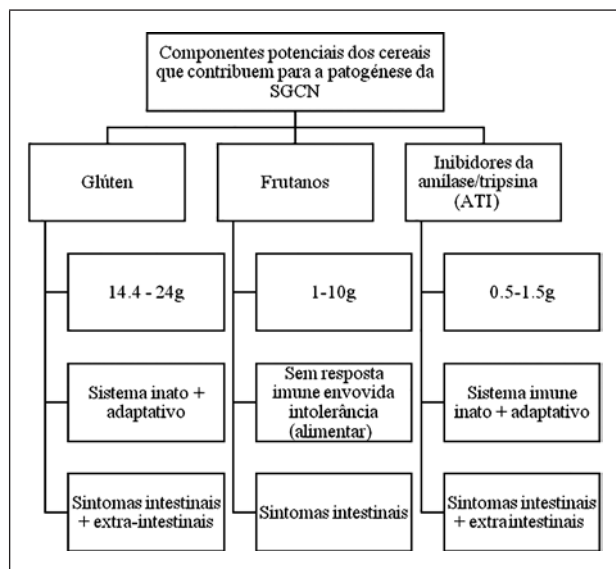 Componentes potenciais dos cereais
que contribuem para a patogénese da
SGCN
Glúten
Frutanos
Inibidores da
amilase/tripsina
(ATI)
14.4 - 24g
1-10g
0.5-1.5g
Sistema inato +
adaptativo
Sem resposta
imune envovida
intolerância
(alimentar)
Sistema imune
inato + adaptativo
Sintomas intestinais
+ extra-intestinais
Sintomas intestinais
Sintomas intestinais
+ extra intestinais